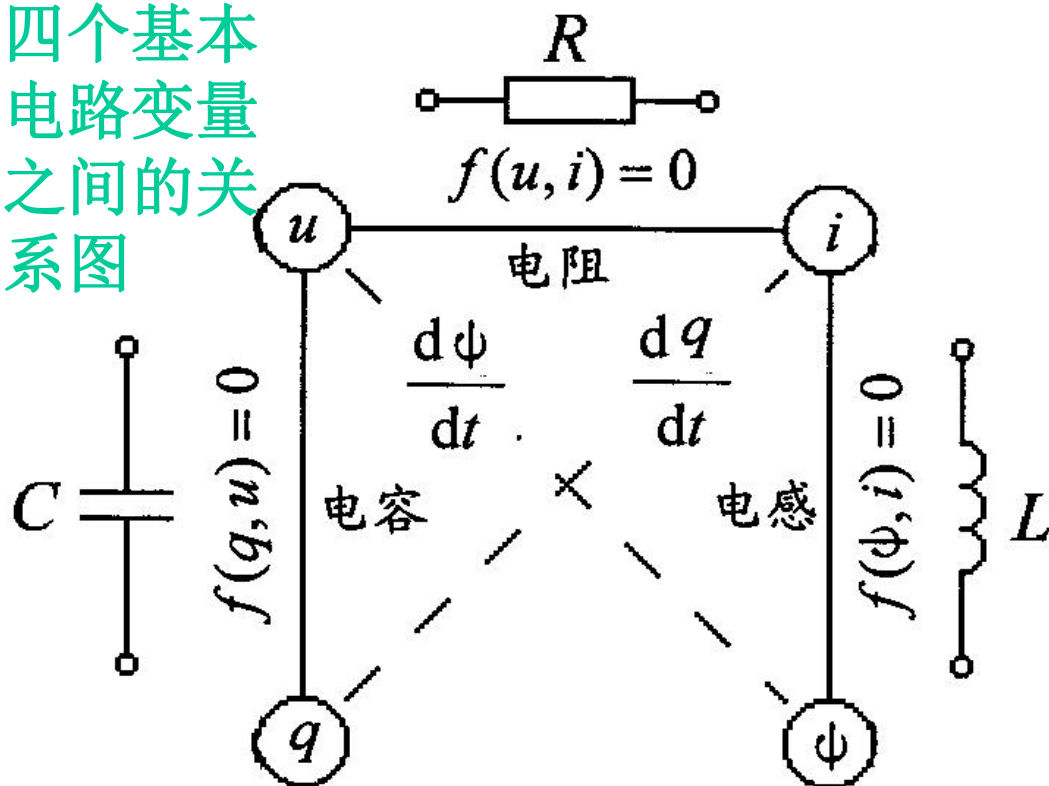 四个基本
电路变量
之间的关
系图
R
f(u, i) = 0
u
i
电阻
dψ
dt
dq
dt
f(q, u) = 0
C
电容
电感
f(ψ, i) = 0
L
q
ψ